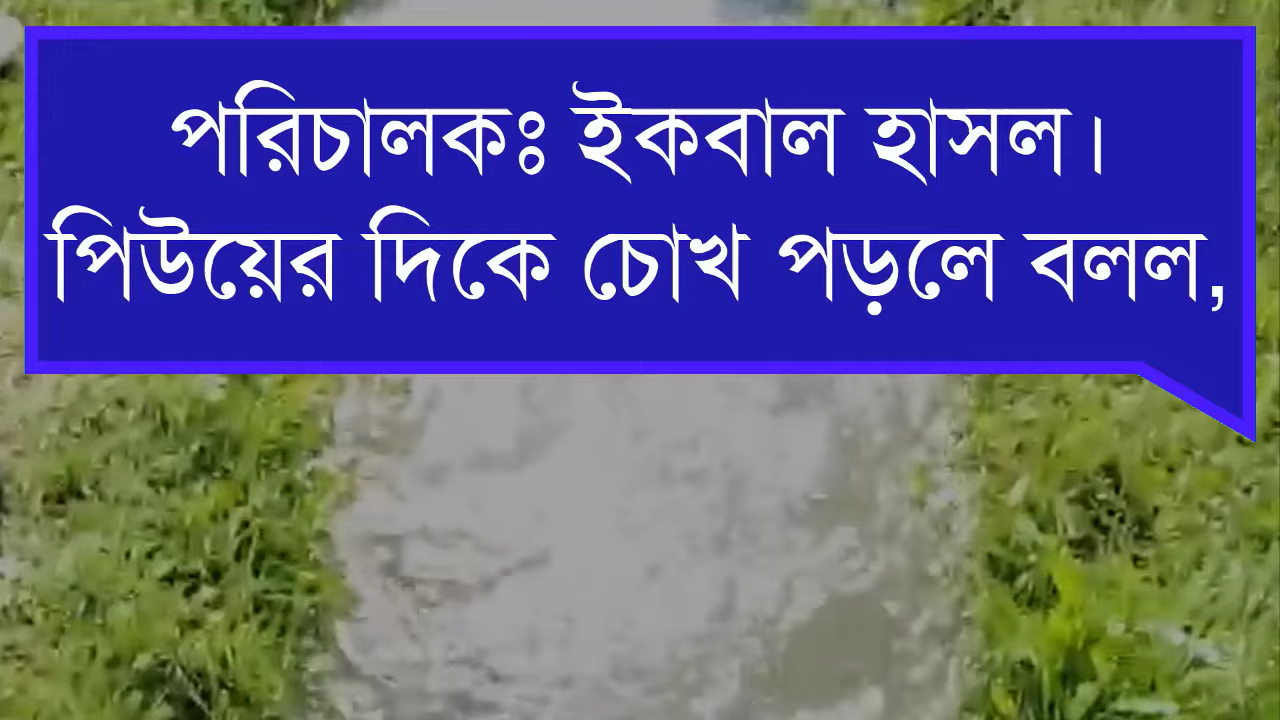 পরিচালকঃ ইকবাল হাসল।
পিউয়ের দিকে চোখ পড়লে বলল,